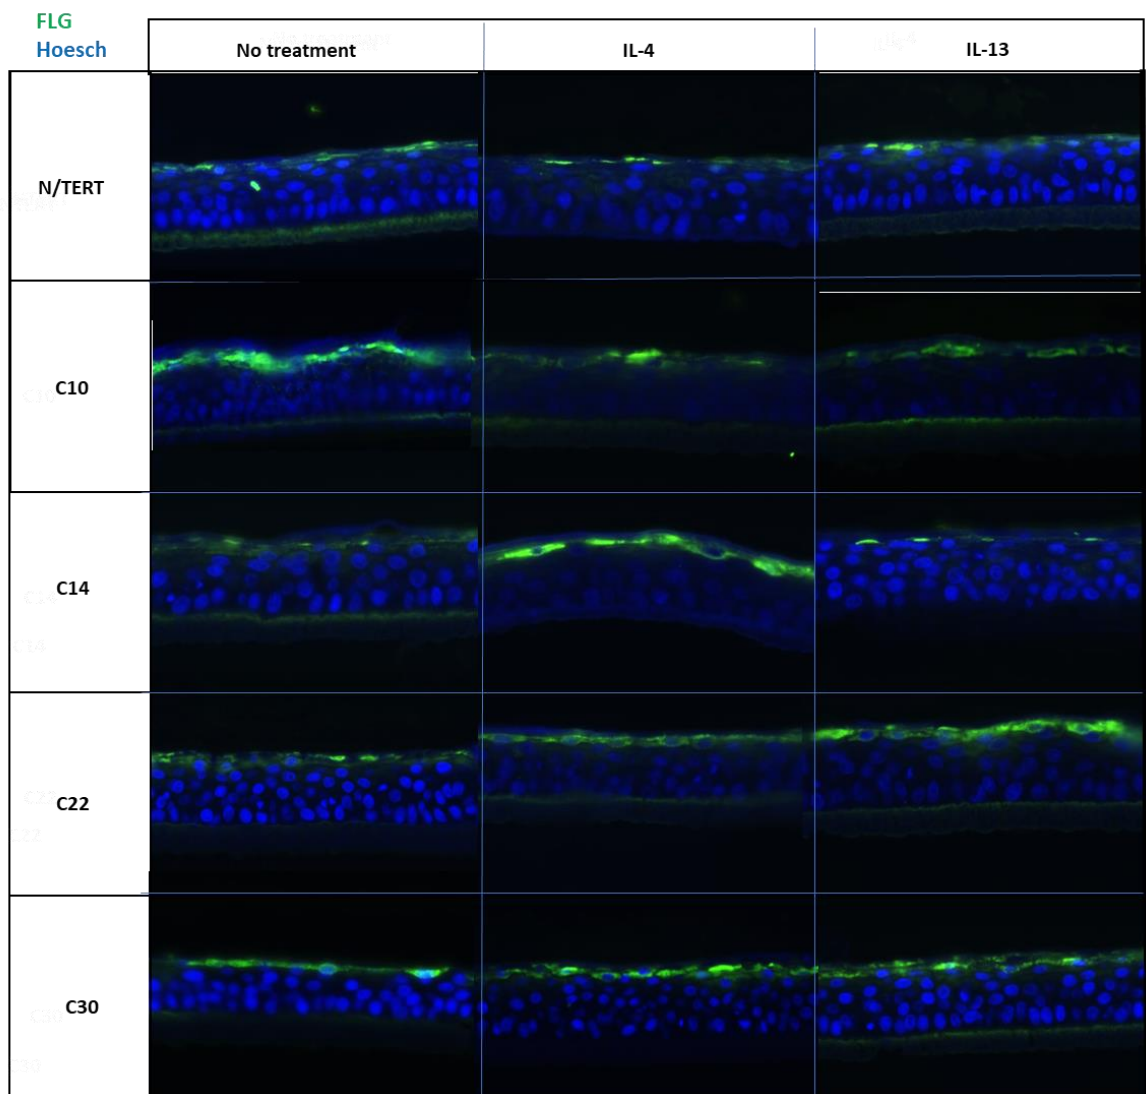 FLG
Hoesch
No treatment
IL-4
IL-13
N/TERT
C10
C14
C22
C30